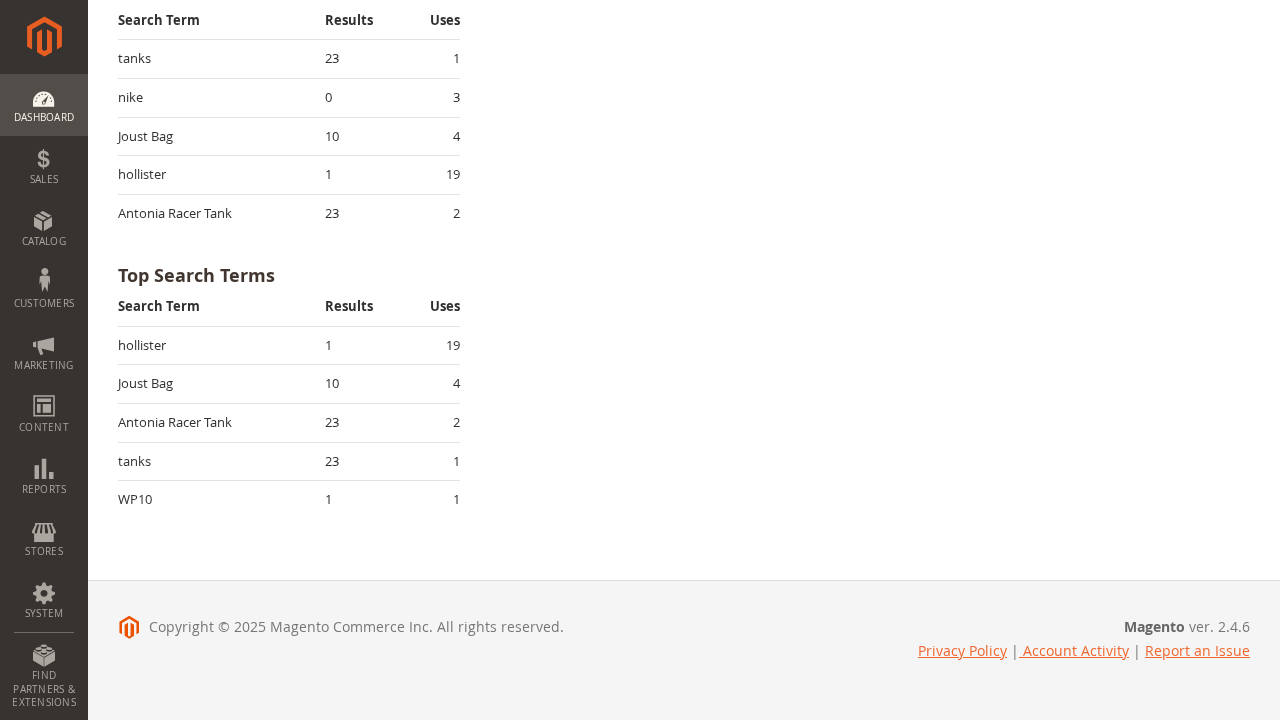 DASHBOARD
SALES
CATALOG
CUSTOMERS
MARKETING
CONTENT
REPORTS
STORES
SYSTEM
FIND
PARTNERS &
EXTENSIONS
Search Term Results Uses
tanks 23 1
nike 0 3
Joust Bag 10 4
hollister 1 19
Antonia Racer Tank 23 2
Top Search Terms
Search Term Results Uses
hollister 1 19
Joust Bag 10 4
Antonia Racer Tank 23 2
tanks 23 1
WP10 1 1
Copyright © 2025 Magento Commerce Inc. All rights reserved.
Magento ver. 2.4.6
Privacy Policy | Account Activity | Report an Issue